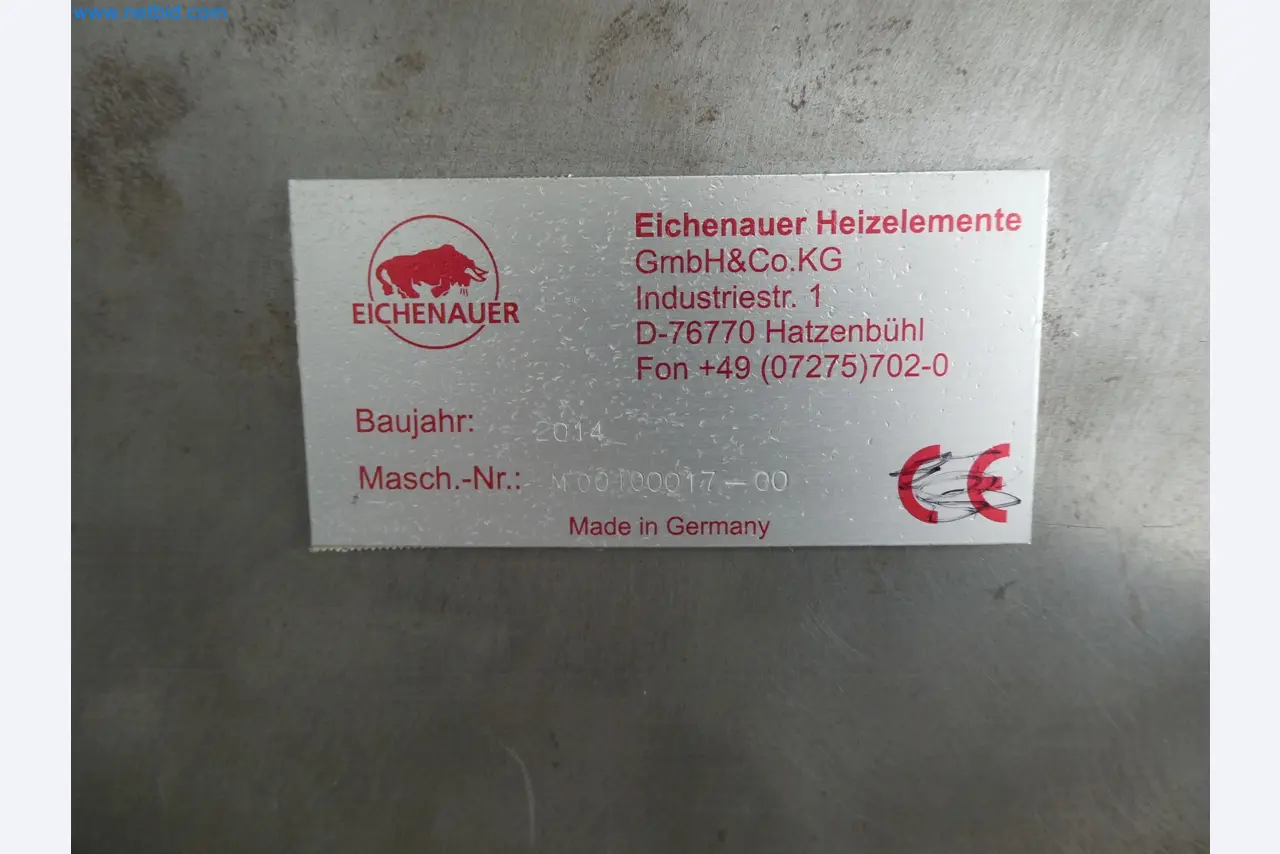 www.netbid.com
EICHENAUER
Eichenauer Heizelemente
GmbH&Co.KG
Industriestr. 1
D-76770 Hatzenbühl
Fon +49 (07275)702-0
Baujahr: 2014
Masch.-Nr.: M00100017-00
CE
Made in Germany